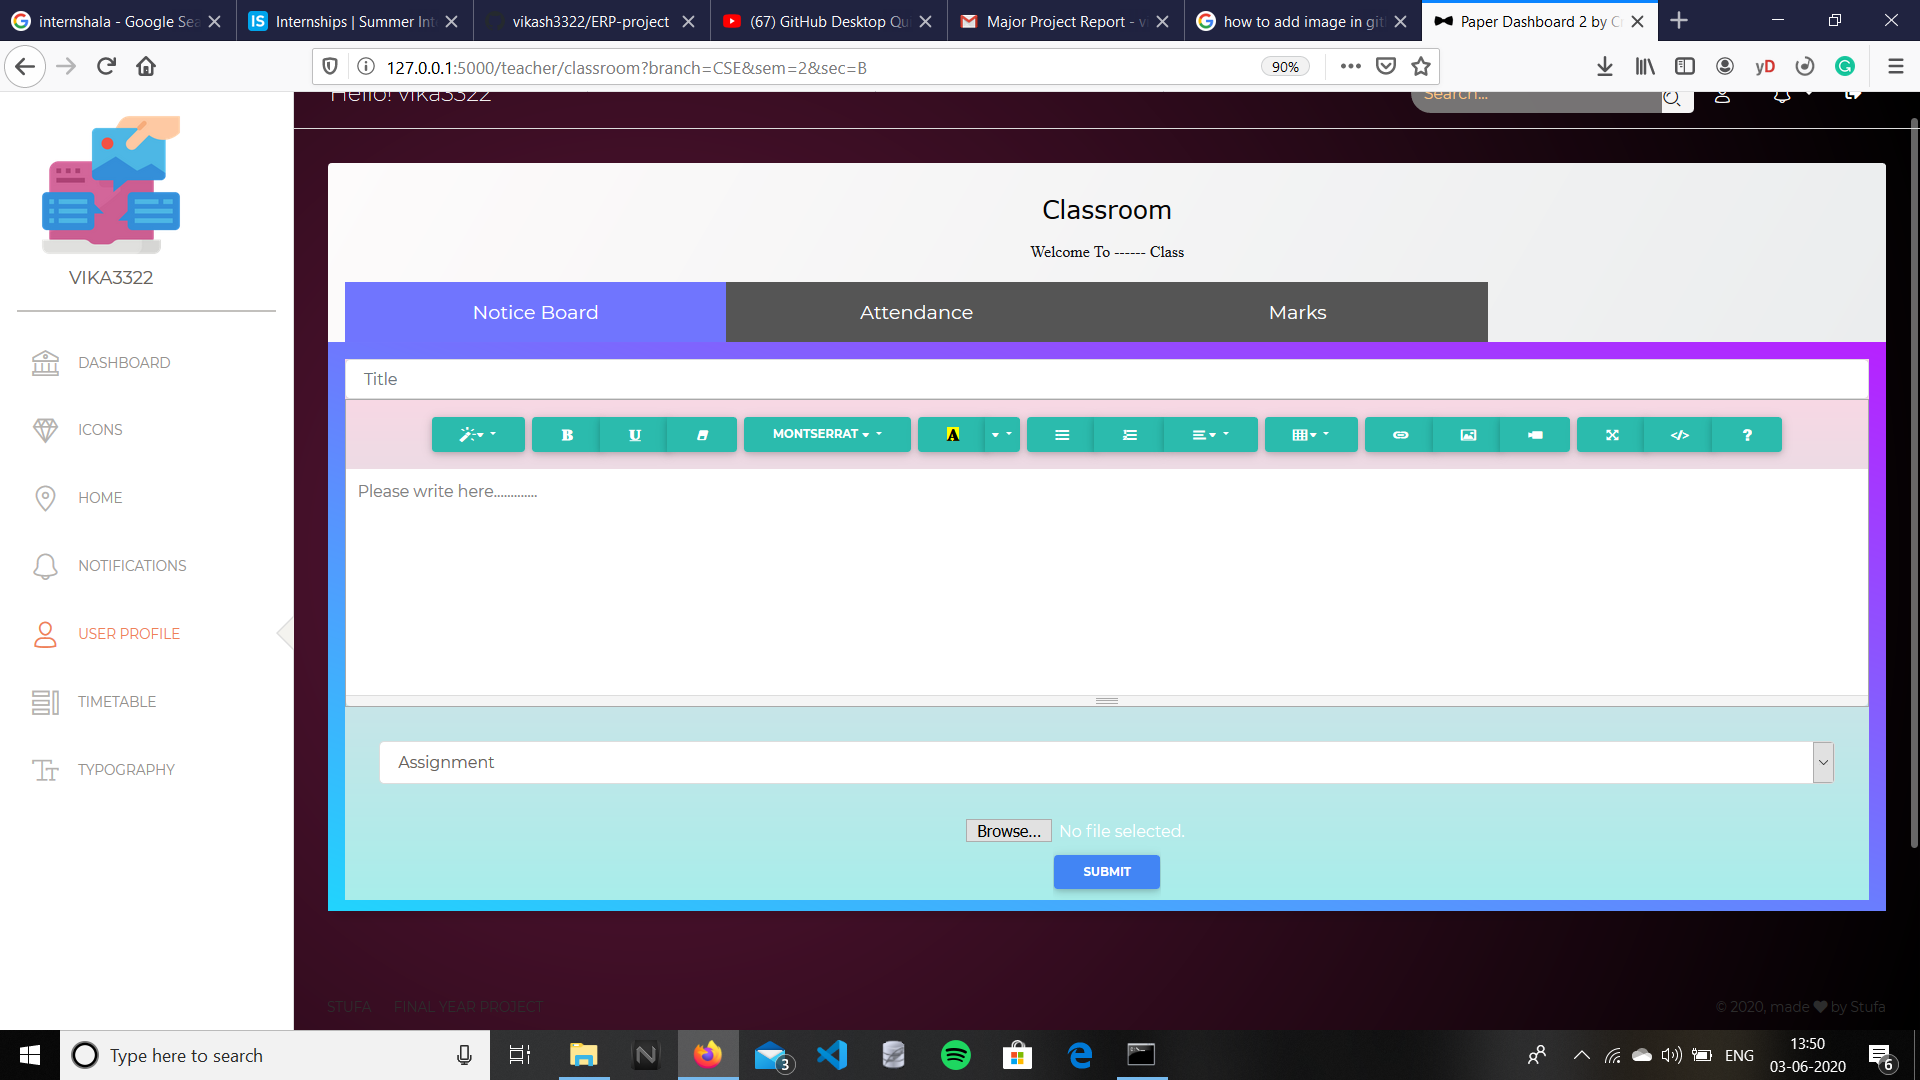 internshala - Google Sea
Internships | Summer Int
vikash3322/ERP-project
(67) GitHub Desktop Qu
Major Project Report - vi
how to add image in git
Paper Dashboard 2 by C
127.0.0.1:5000/teacher/classroom?branch=CSE&sem=2&sec=B
90%
yD
Hello! vika3322
Search...
VIKA3322
DASHBOARD
ICONS
HOME
NOTIFICATIONS
USER PROFILE
TIMETABLE
TYPOGRAPHY
Classroom
Welcome To ------ Class
Notice Board
Attendance
Marks
Title
B
U
MONTSERRAT
A
</>
?
Please write here.............
Assignment
Browse... No file selected.
SUBMIT
STUFA
FINAL YEAR PROJECT
© 2020, made by Stufa
Type here to search
3
ENG
13:50
03-06-2020
6